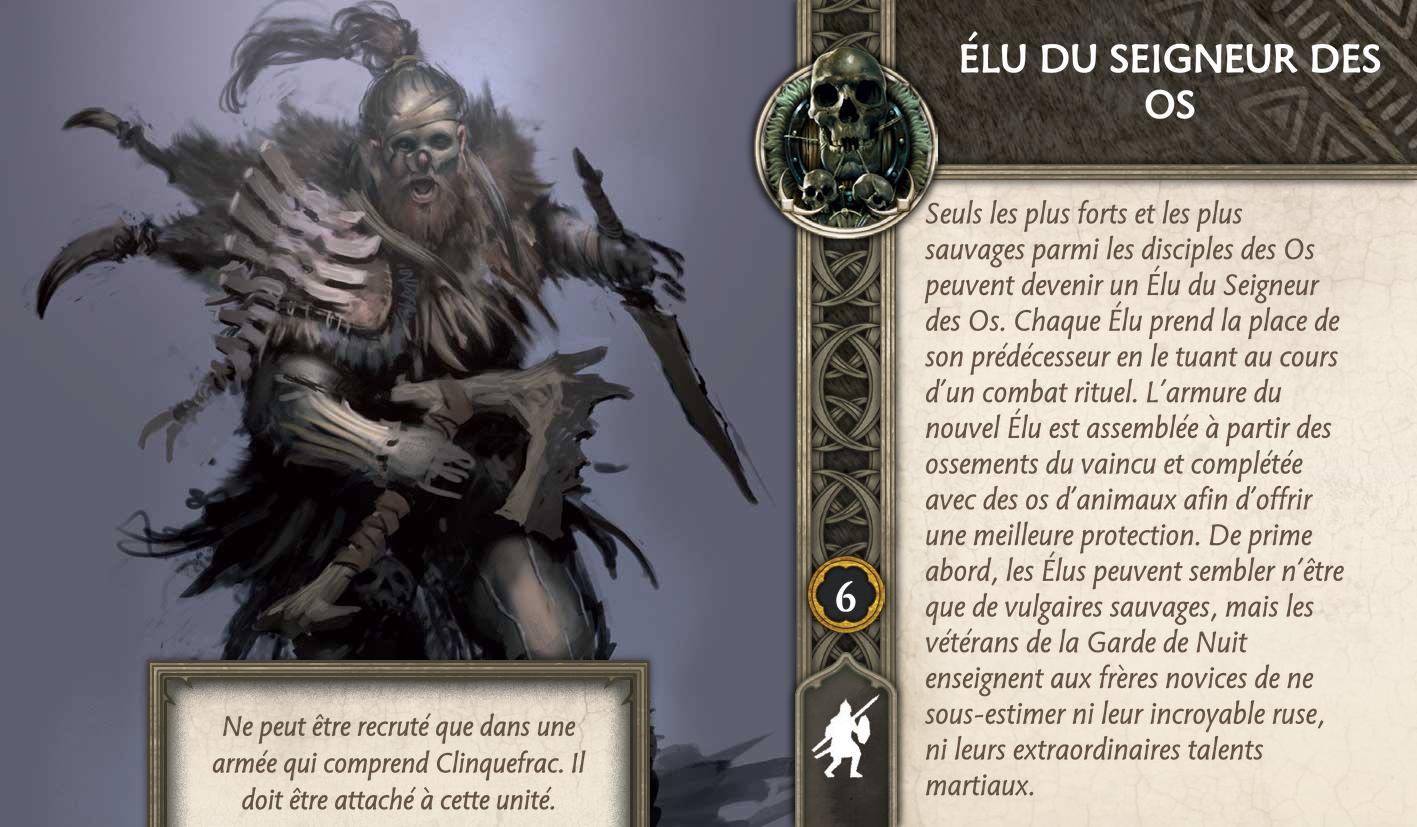 ÉLU DU SEIGNEUR DES
OS
Seuls les plus forts et les plus
sauvages parmi les disciples des Os
peuvent devenir un Élu du Seigneur
des Os. Chaque Élu prend la place de
son prédécesseur en le tuant au cours
d’un combat rituel. L’armure du
nouvel Élu est assemblée à partir des
ossements du vaincu et complétée
avec des os d’animaux afin d’offrir
une meilleure protection. De prime
abord, les Élus peuvent sembler n’être
que de vulgaires sauvages, mais les
vétérans de la Garde de Nuit
enseignent aux frères novices de ne
sous-estimer ni leur incroyable ruse,
ni leurs extraordinaires talents
martiaux.
6
Ne peut être recruté que dans une
armée qui comprend Clinquefrac. Il
doit être attaché à cette unité.